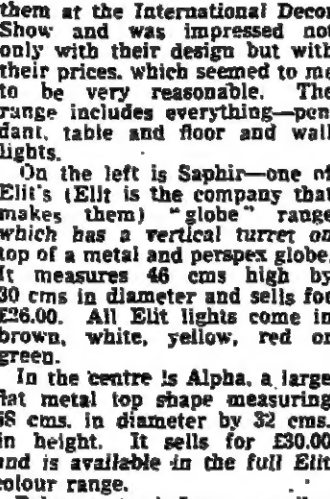 them at the International Decor
Show and was impressed not
only with their design but with
their prices. which seemed to me
to be very reasonable. The
range includes everything—pen
dant, table and floor and wall
lights.
On the left is Saphir—one of
Elit's (Elit is the company that
makes them) "globe" range
which has a vertical turret on
top of a metal and perspex globe.
It measures 46 cms high by
30 cms in diameter and sells for
£26.00. All Elit lights come in
brown, white, yellow, red or
green.
In the centre is Alpha, a large
flat metal top shape measuring
58 cms. in diameter by 32 cms.
in height. It sells for £30.00
and is available in the full Elit
colour range.